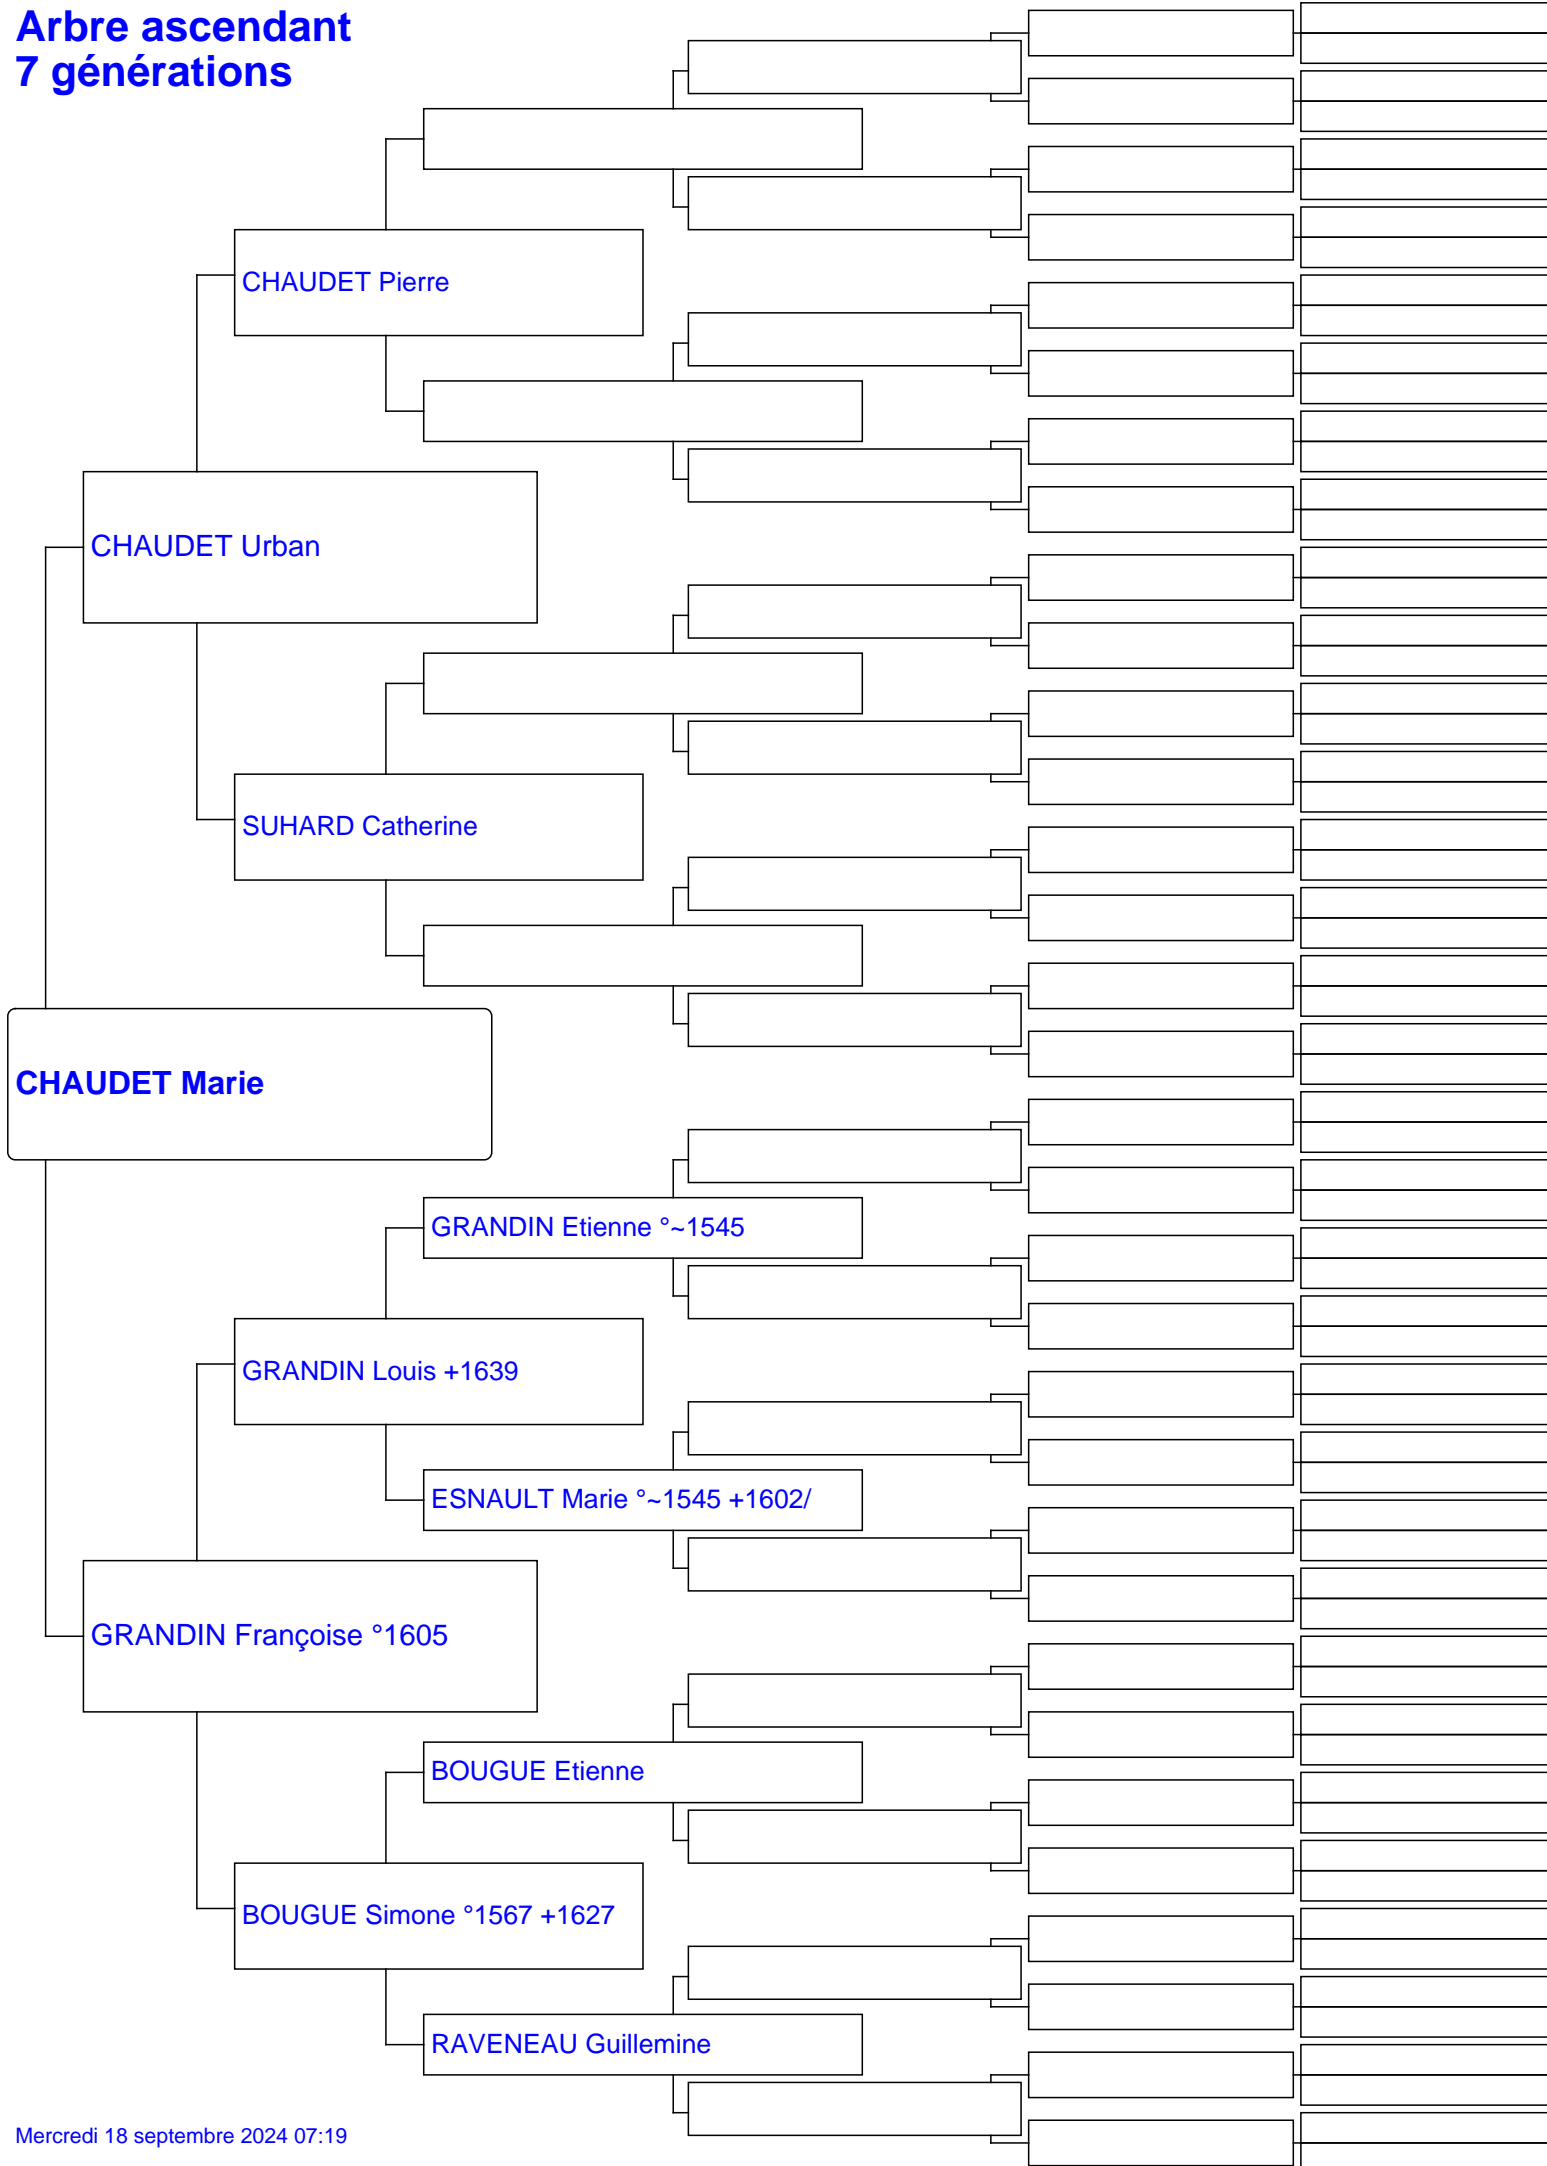 Arbre ascendant
7 générations
CHAUDET Pierre
CHAUDET Urban
SUHARD Catherine
CHAUDET Marie
GRANDIN Etienne °~1545
GRANDIN Louis +1639
ESNAULT Marie °~1545 +1602/
GRANDIN Françoise °1605
BOUGUE Etienne
BOUGUE Simone °1567 +1627
RAVENEAU Guillemine
Mercredi 18 septembre 2024 07:19